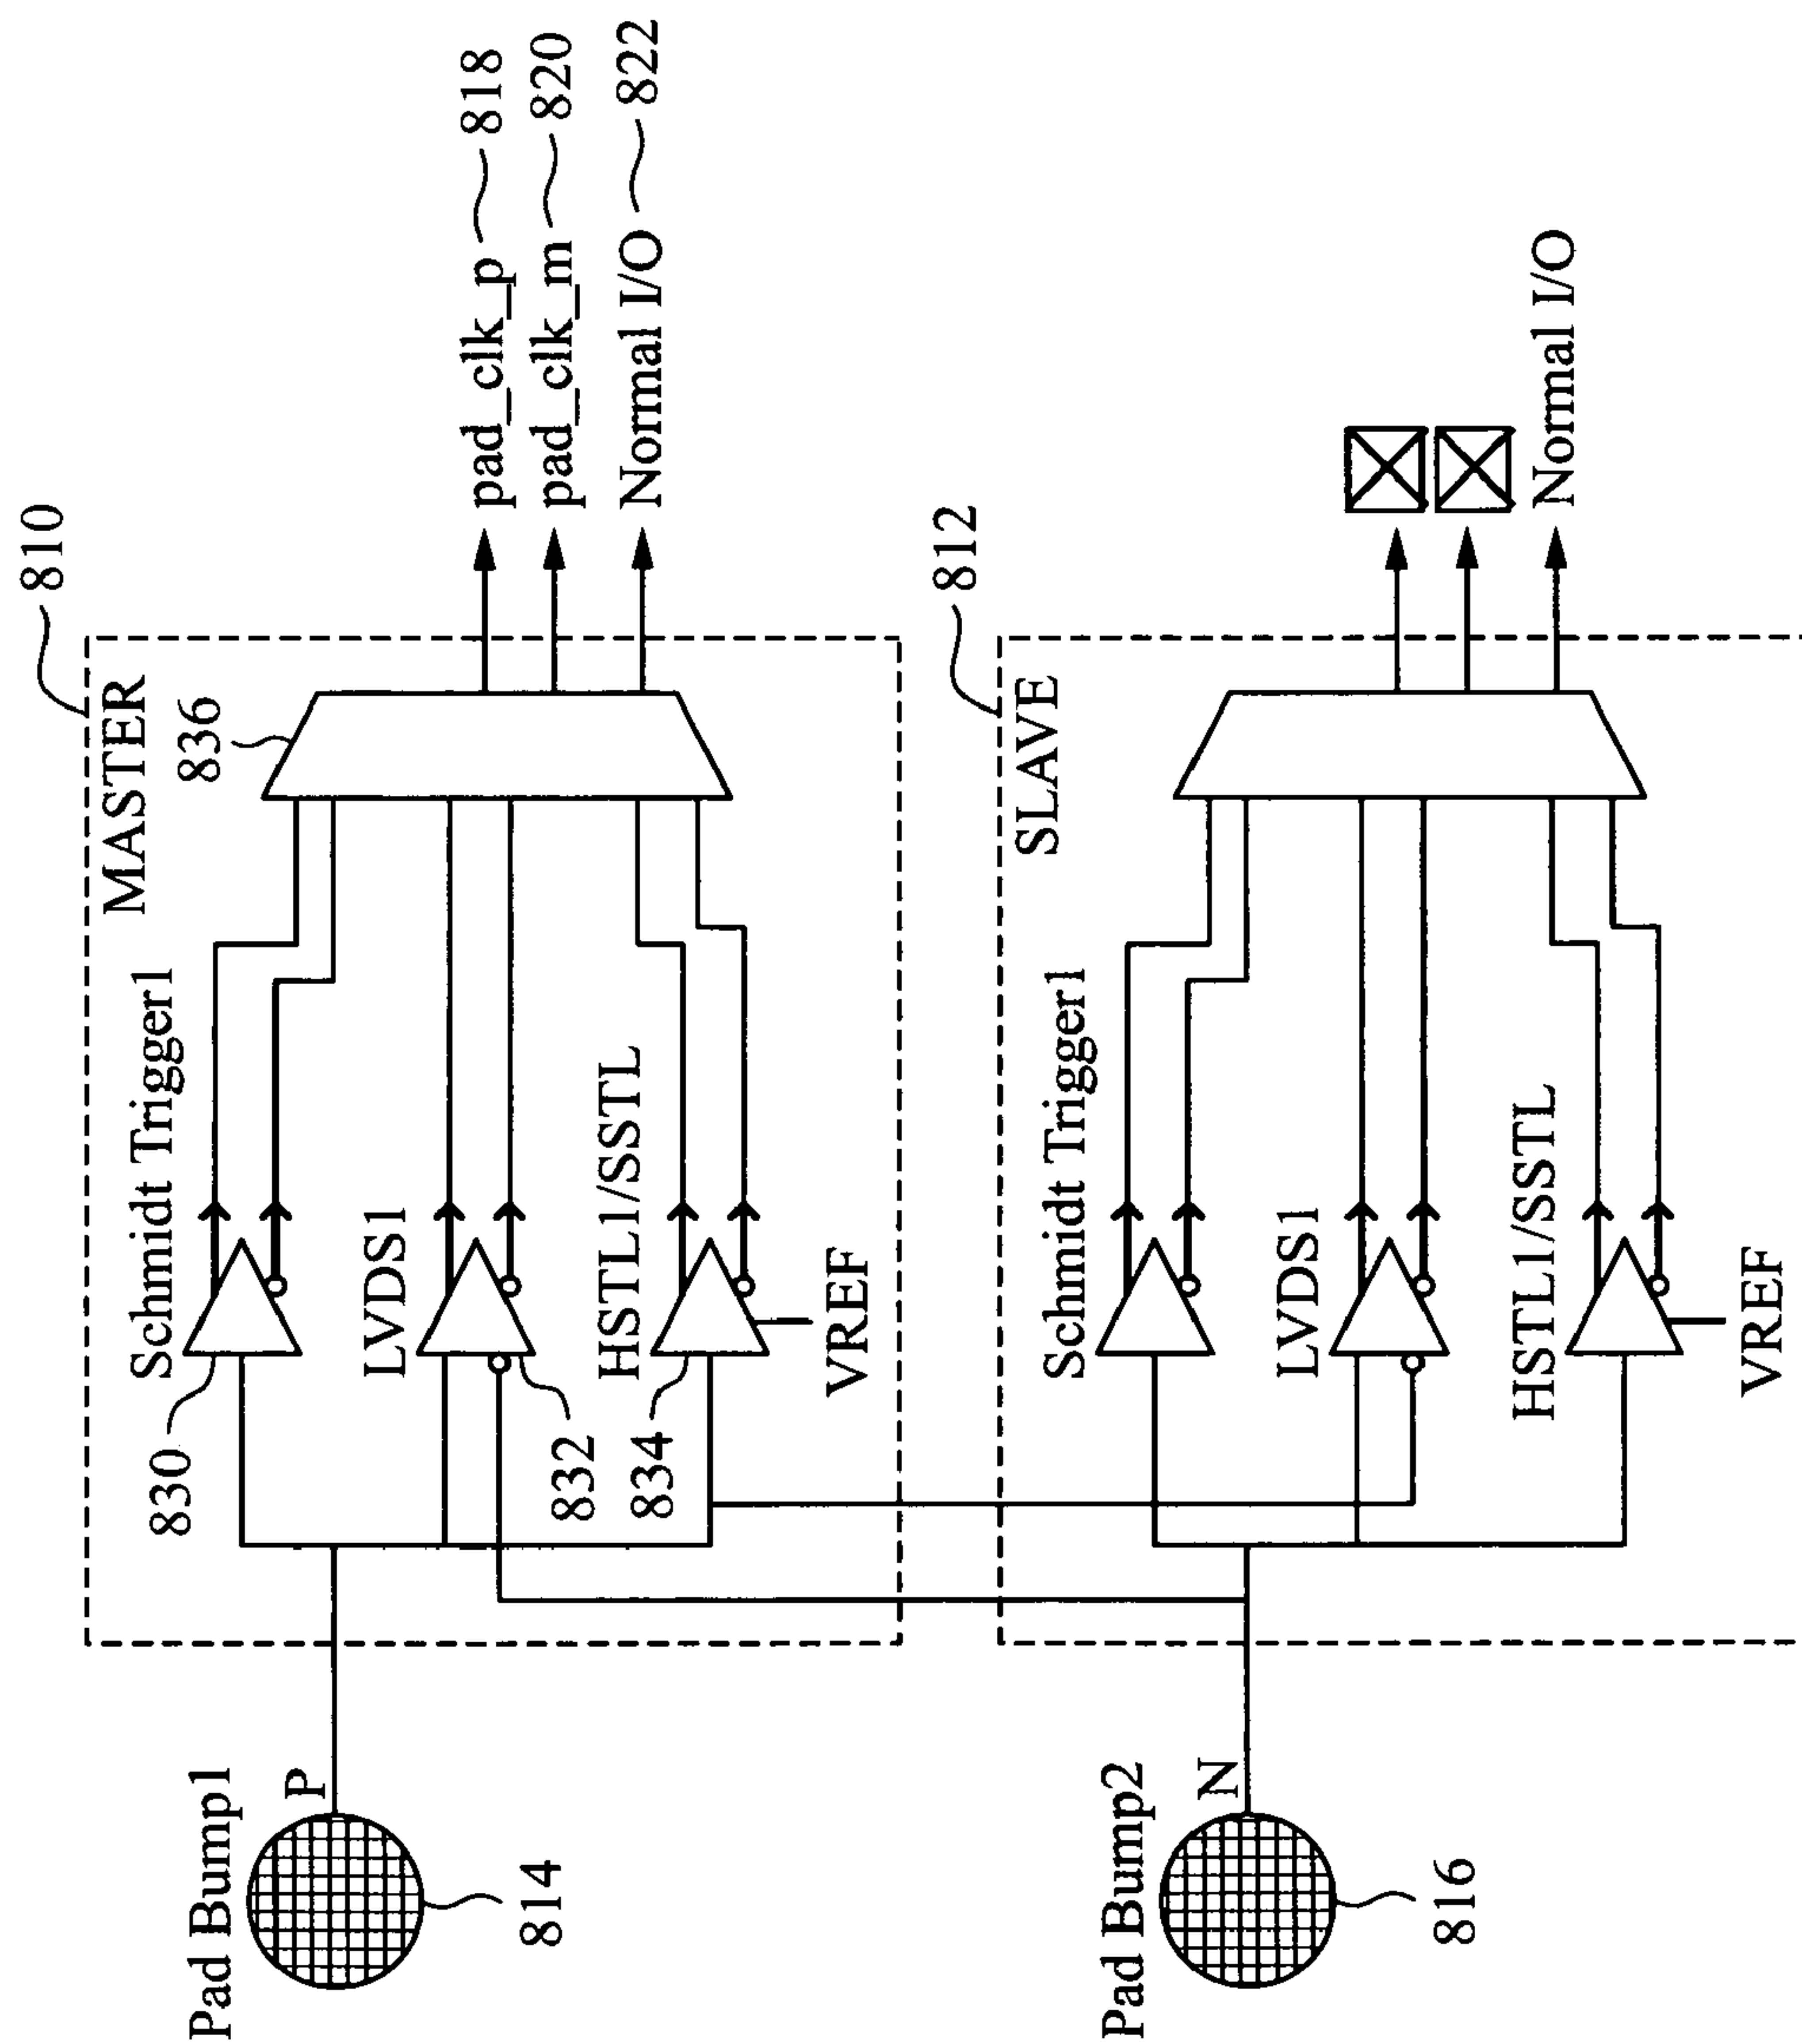 810
MASTER
836
Schmidt Trigger1
830
LVDS1
832
HSTL1/SSTL
834
VREF
Pad Bump1
P
814
pad_clk_p 818
pad_clk_m 820
Normal I/O 822
812
SLAVE
Schmidt Trigger1
LVDS1
HSTL1/SSTL
VREF
Pad Bump2
N
816
Normal I/O